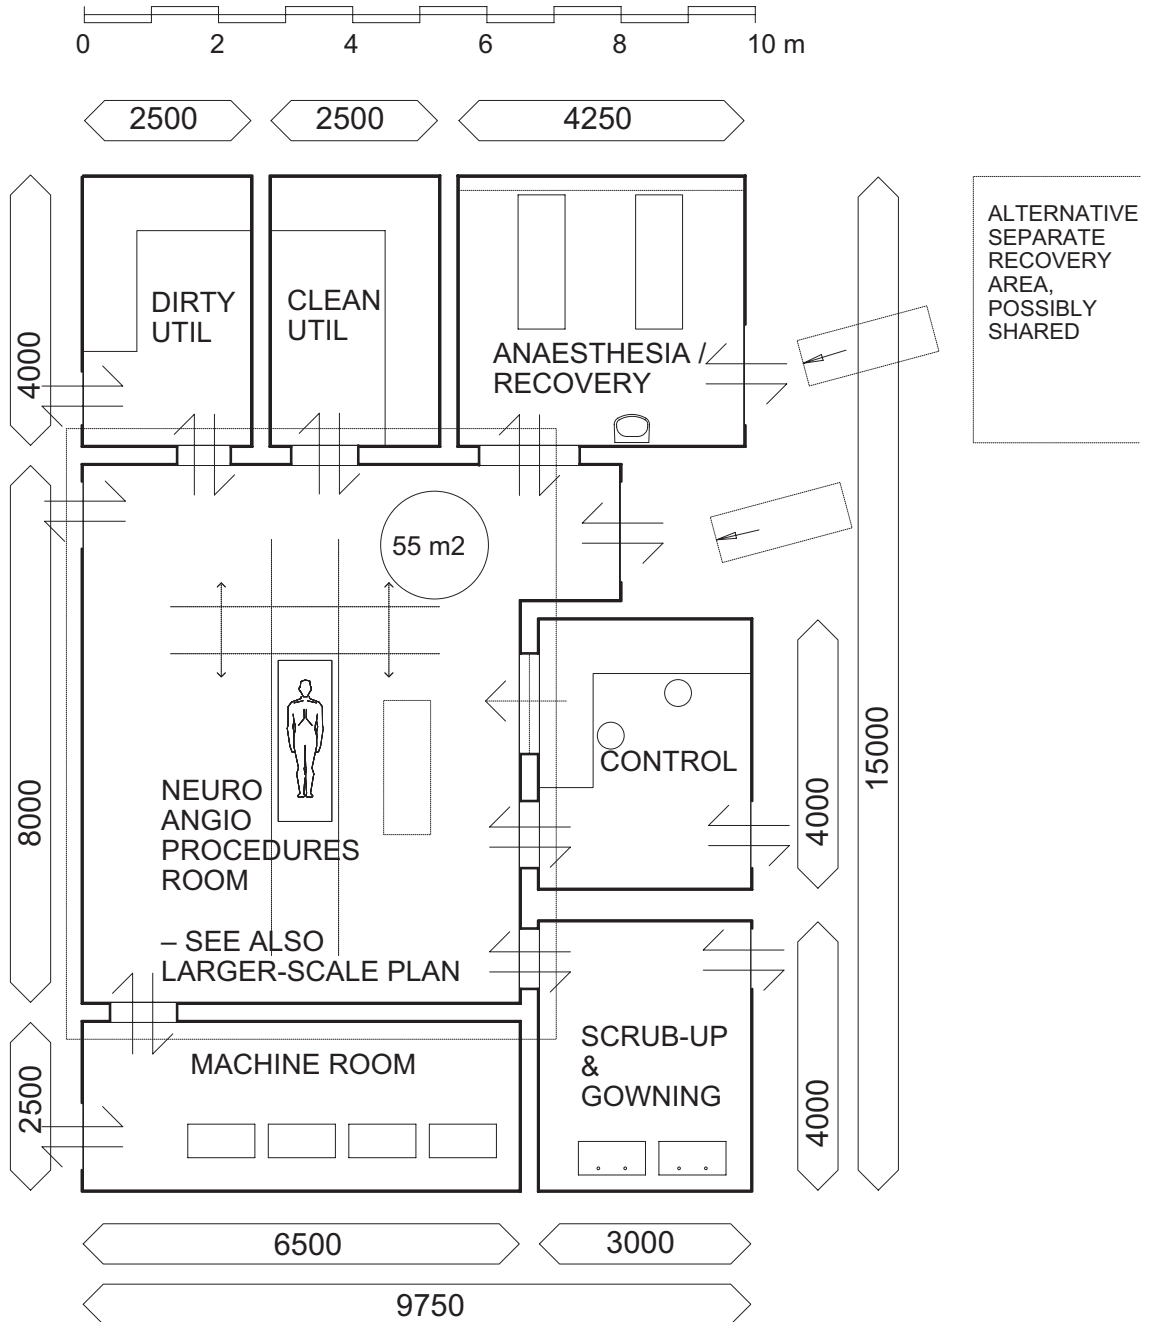 0 2 4 6 8 10 m
2500 2500 4250
ALTERNATIVE
SEPARATE
RECOVERY
AREA,
POSSIBLY
SHARED
DIRTY
UTIL
CLEAN
UTIL
ANAESTHESIA /
RECOVERY
4000
55 m2
8000
NEURO
ANGIO
PROCEDURES
ROOM
– SEE ALSO
LARGER-SCALE PLAN
CONTROL
4000
15000
MACHINE ROOM
2500
SCRUB-UP
&
GOWNING
4000
6500 3000
9750